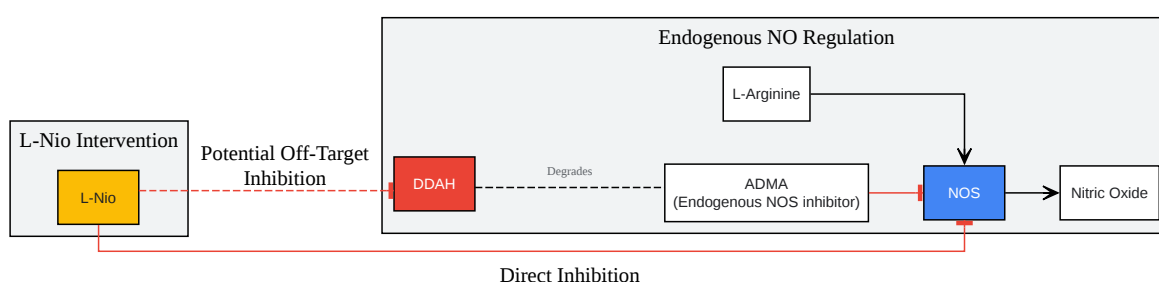 Endogenous NO Regulation
L-Arginine
L-Nio Intervention
Potential Off-Target
Inhibition
L-Nio
DDAH
Degrades
ADMA
(Endogenous NOS inhibitor)
NOS
Nitric Oxide
Direct Inhibition